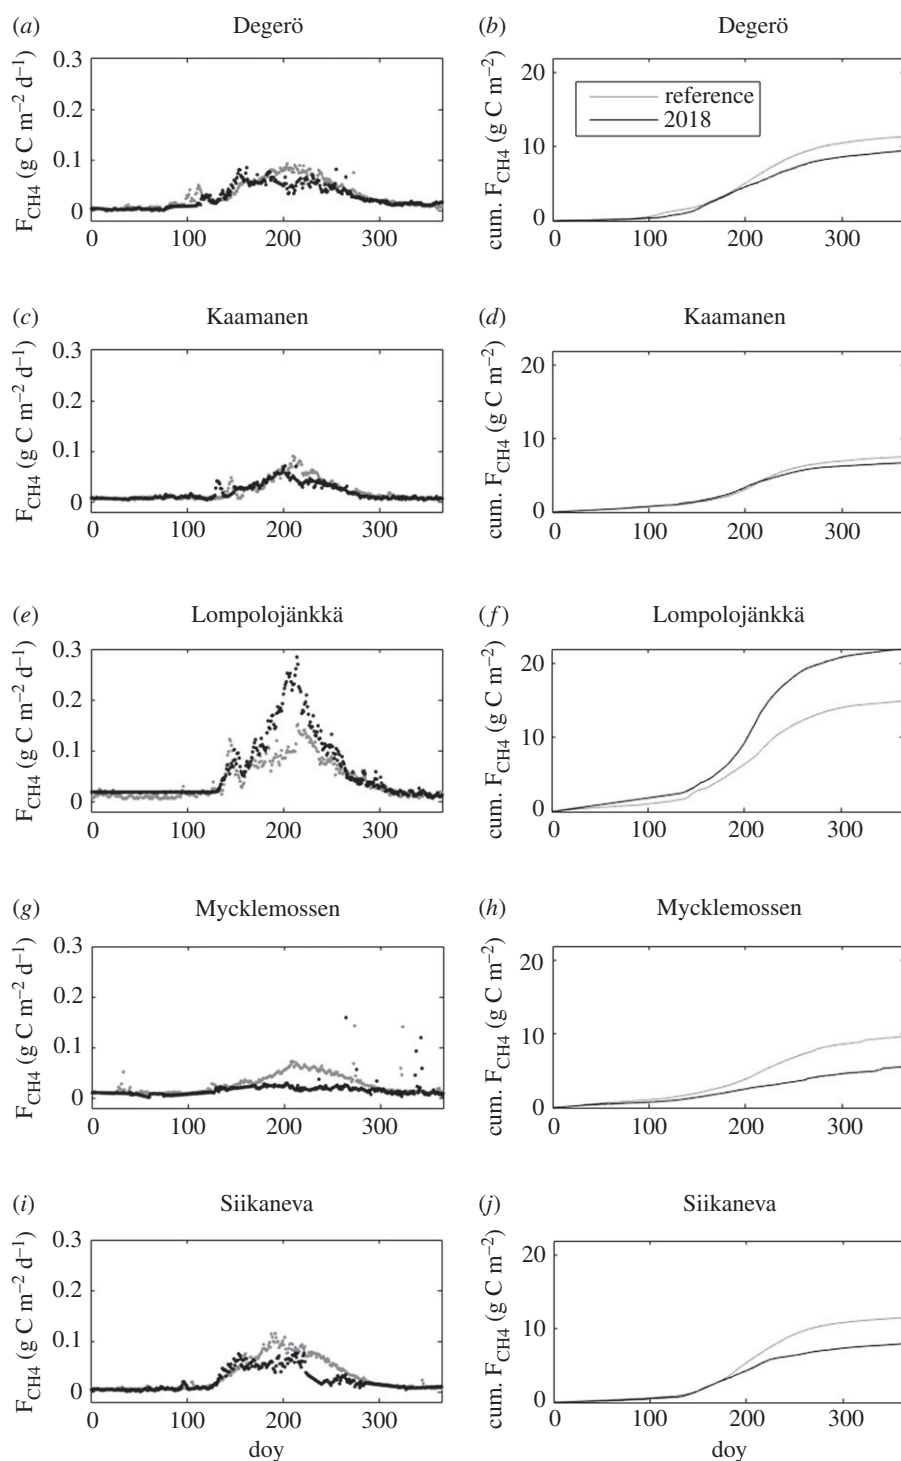 (a) Degerö
F_CH4 (g C m⁻² d⁻¹)
0.3
0.2
0.1
0
0 100 200 300
(b) Degerö
cum. F_CH4 (g C m⁻²)
20
10
0
reference
2018
0 100 200 300
(c) Kaamanen
F_CH4 (g C m⁻² d⁻¹)
0.3
0.2
0.1
0
0 100 200 300
(d) Kaamanen
cum. F_CH4 (g C m⁻²)
20
10
0
0 100 200 300
(e) Lompolojänkkä
F_CH4 (g C m⁻² d⁻¹)
0.3
0.2
0.1
0
0 100 200 300
(f) Lompolojänkkä
cum. F_CH4 (g C m⁻²)
20
10
0
0 100 200 300
(g) Mycklemossen
F_CH4 (g C m⁻² d⁻¹)
0.3
0.2
0.1
0
0 100 200 300
(h) Mycklemossen
cum. F_CH4 (g C m⁻²)
20
10
0
0 100 200 300
(i) Siikaneva
F_CH4 (g C m⁻² d⁻¹)
0.3
0.2
0.1
0
0 100 200 300
doy
(j) Siikaneva
cum. F_CH4 (g C m⁻²)
20
10
0
0 100 200 300
doy